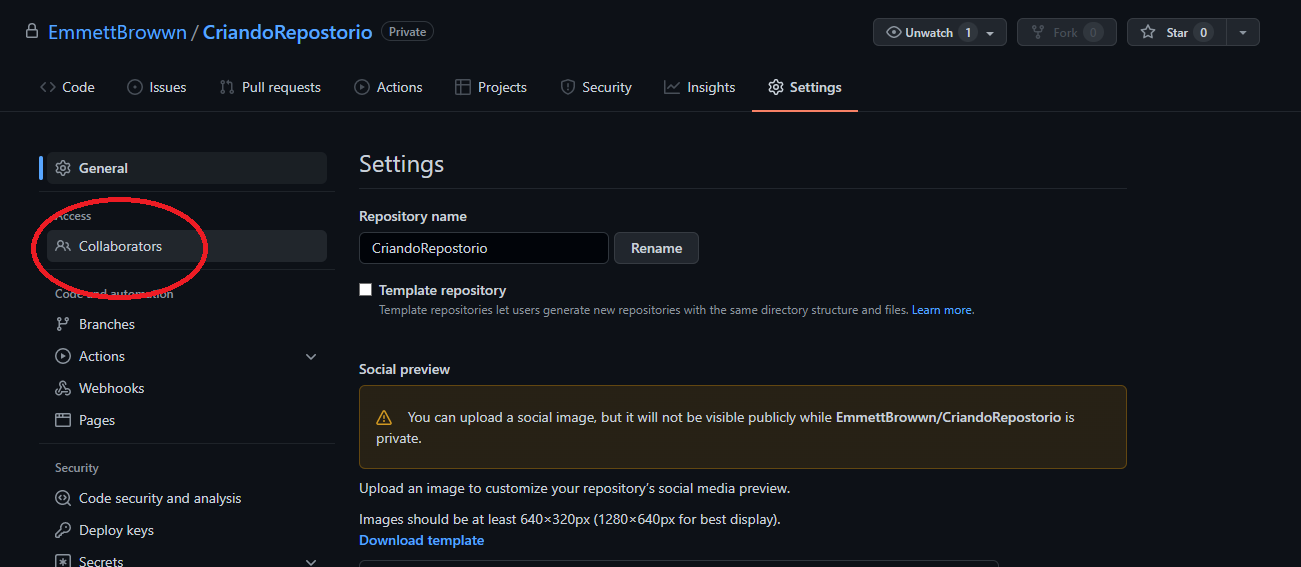 EmmettBrowwn / CriandoRepostorio Private
Unwatch 1
Fork 0
Star 0
Code Issues Pull requests Actions Projects Security Insights Settings
General
Access
Collaborators
Code and automation
Branches
Actions
Webhooks
Pages
Security
Code security and analysis
Deploy keys
Secrets
Settings
Repository name
CriandoRepostorio Rename
Template repository
Template repositories let users generate new repositories with the same directory structure and files. Learn more.
Social preview
You can upload a social image, but it will not be visible publicly while EmmettBrowwn/CriandoRepostorio is
private.
Upload an image to customize your repository’s social media preview.
Images should be at least 640×320px (1280×640px for best display).
Download template